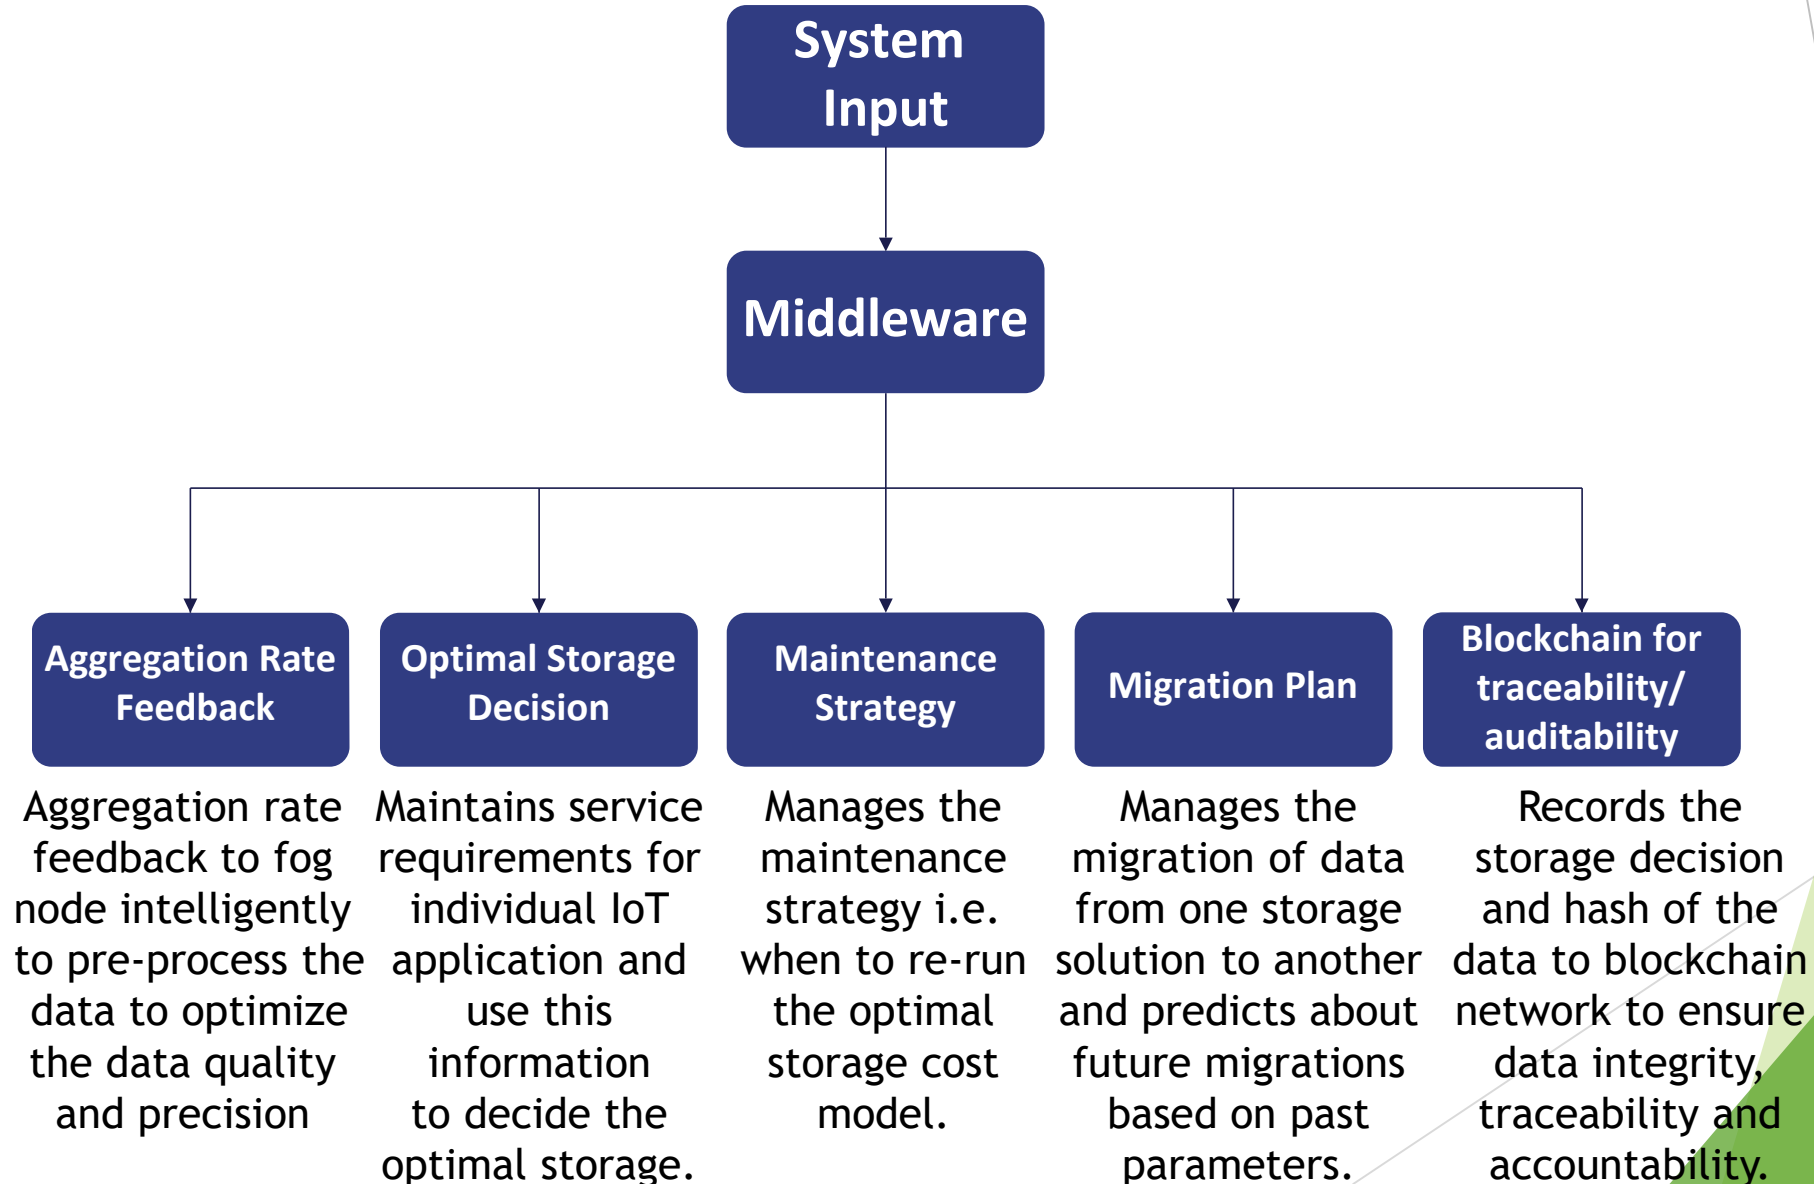 System
Input
Middleware
Aggregation Rate
Feedback
Optimal Storage
Decision
Maintenance
Strategy
Migration Plan
Blockchain for
traceability/
auditability
Aggregation rate
feedback to fog
node intelligently
to pre-process the
data to optimize
the data quality
and precision
Maintains service
requirements for
individual IoT
application and
use this
information
to decide the
optimal storage.
Manages the
maintenance
strategy i.e.
when to re-run
the optimal
storage cost
model.
Manages the
migration of data
from one storage
solution to another
and predicts about
future migrations
based on past
parameters.
Records the
storage decision
and hash of the
data to blockchain
network to ensure
data integrity,
traceability and
accountability.